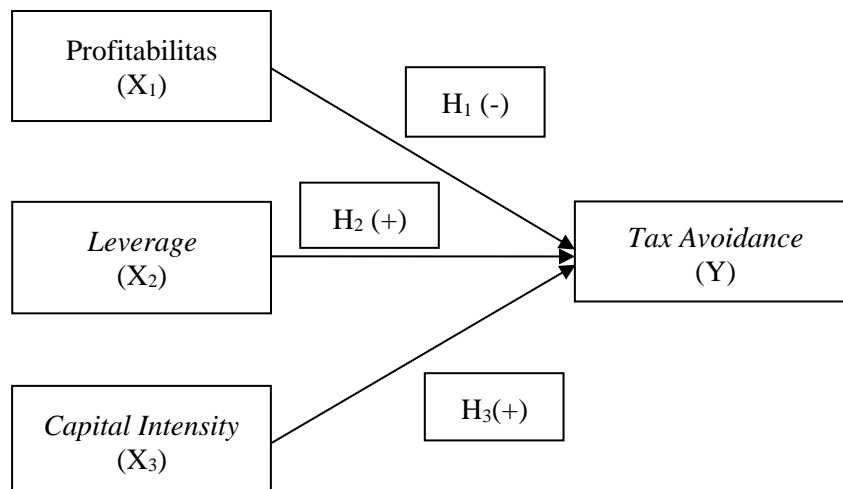 Profitabilitas
(X₁)
H₁ (-)
Leverage
(X₂)
H₂ (+)
Tax Avoidance
(Y)
Capital Intensity
(X₃)
H₃(+)